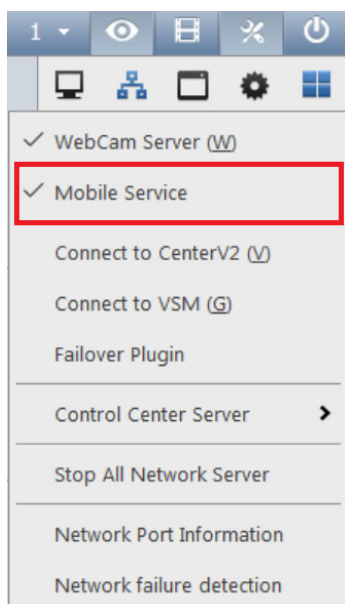 1
WebCam Server (W)
Mobile Service
Connect to CenterV2 (V)
Connect to VSM (G)
Failover Plugin
Control Center Server
Stop All Network Server
Network Port Information
Network failure detection